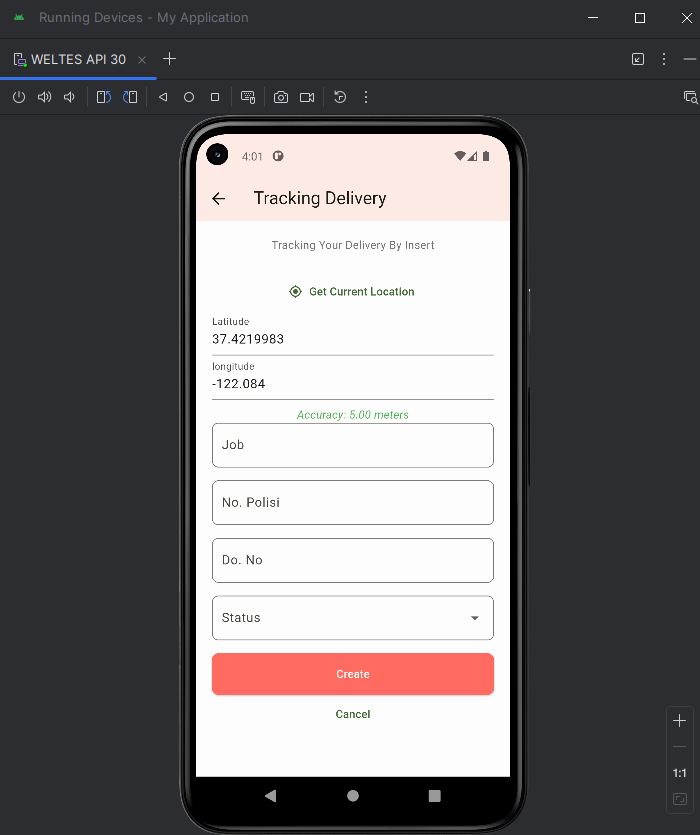 Running Devices - My Application
WELTES API 30
4:01
Tracking Delivery
Tracking Your Delivery By Insert
Get Current Location
Latitude
37.4219983
longitude
-122.084
Accuracy: 5.00 meters
Job
No. Polisi
Do. No
Status
Create
Cancel
1:1